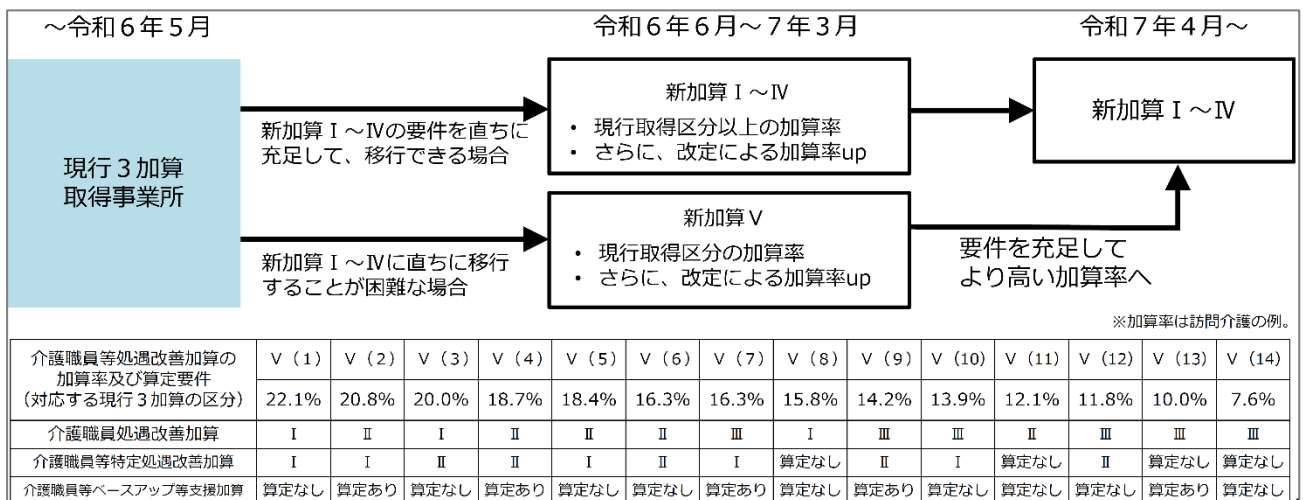 ～令和６年５月
令和６年６月～７年３月
令和７年４月～
現行３加算
取得事業所
新加算Ⅰ～Ⅳの要件を直ちに
充足して、移行できる場合
新加算Ⅰ～Ⅳに直ちに移行
することが困難な場合
新加算Ⅰ～Ⅳ
・ 現行取得区分以上の加算率
・ さらに、改定による加算率up
新加算Ⅴ
・ 現行取得区分の加算率
・ さらに、改定による加算率up
新加算Ⅰ～Ⅳ
要件を充足して
より高い加算率へ
※加算率は訪問介護の例。
介護職員等処遇改善加算の
加算率及び算定要件
（対応する現行３加算の区分）
Ⅴ（1） Ⅴ（2） Ⅴ（3） Ⅴ（4） Ⅴ（5） Ⅴ（6） Ⅴ（7） Ⅴ（8） Ⅴ（9） Ⅴ（10） Ⅴ（11） Ⅴ（12） Ⅴ（13） Ⅴ（14）
22.1% 20.8% 20.0% 18.7% 18.4% 16.3% 16.3% 15.8% 14.2% 13.9% 12.1% 11.8% 10.0% 7.6%
介護職員処遇改善加算 Ⅰ Ⅱ Ⅰ Ⅱ Ⅱ Ⅱ Ⅲ Ⅰ Ⅲ Ⅲ Ⅱ Ⅲ Ⅲ Ⅲ
介護職員等特定処遇改善加算 Ⅰ Ⅰ Ⅱ Ⅱ Ⅰ Ⅱ Ⅰ 算定なし Ⅱ Ⅰ 算定なし Ⅱ 算定なし 算定なし
介護職員等ベースアップ等支援加算 算定なし 算定あり 算定なし 算定あり 算定なし 算定なし 算定あり 算定なし 算定あり 算定なし 算定なし 算定なし 算定あり 算定なし